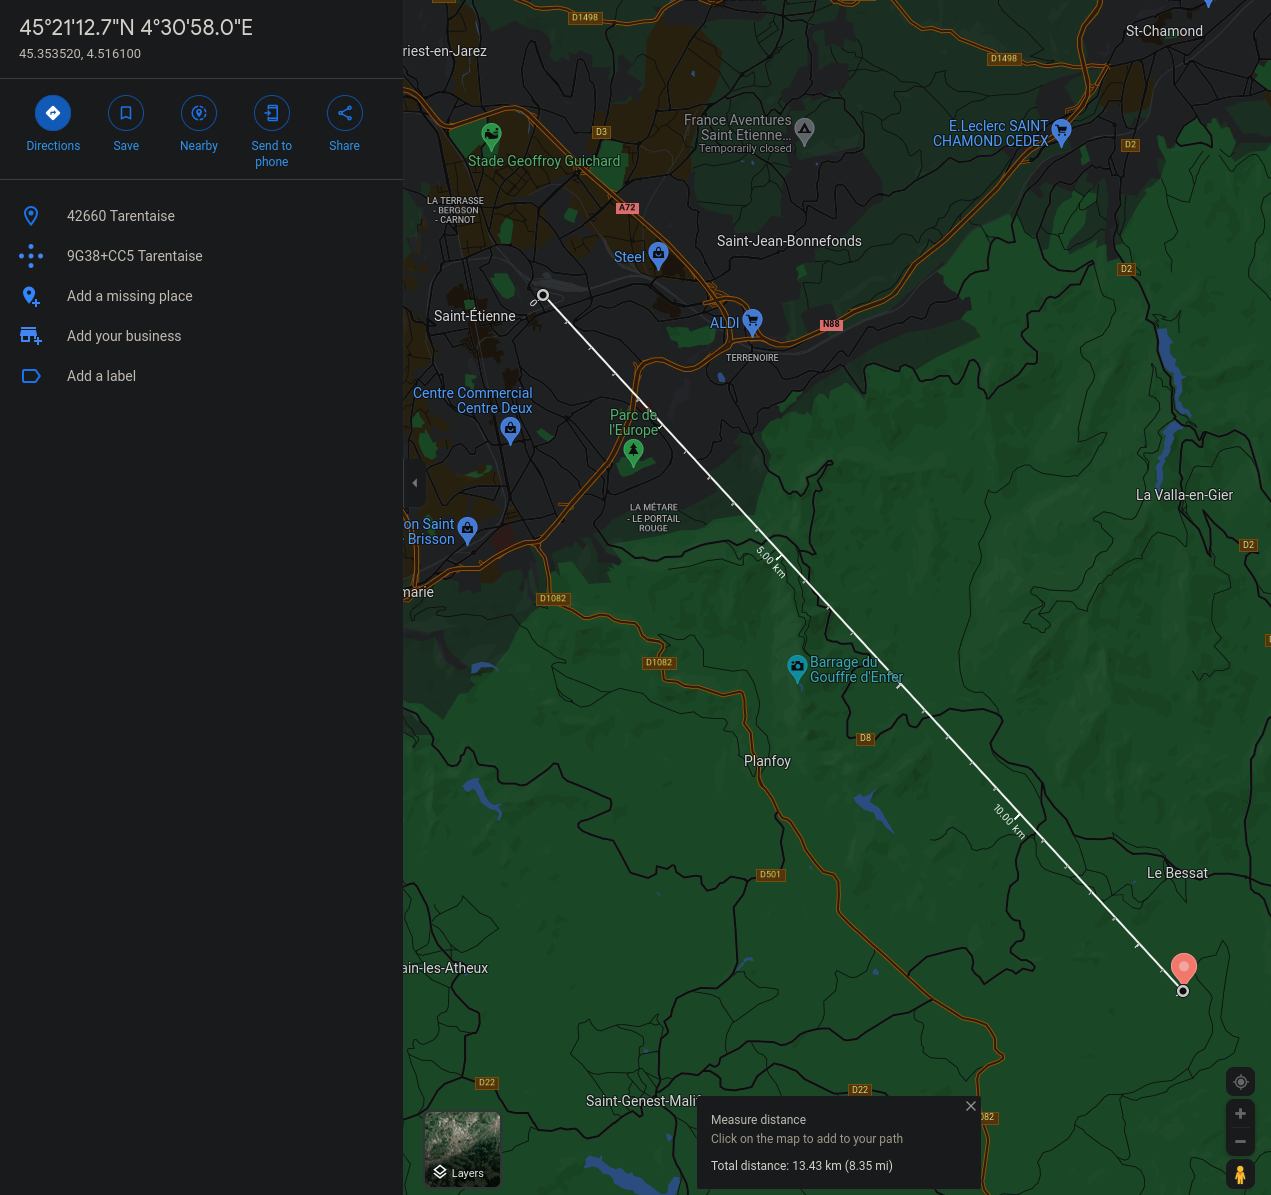 45°21'12.7"N 4°30'58.0"E
45.353520, 4.516100
Directions
Save
Nearby
Send to
phone
Share
42660 Tarentaise
9G38+CC5 Tarentaise
Add a missing place
Add your business
Add a label
D1498
St-Chamond
riest-en-Jarez
D1498
France Aventures
Saint Etienne...
Temporarily closed
E.Leclerc SAINT
CHAMOND CEDEX
D3
D2
Stade Geoffroy Guichard
LA TERRASSE
- BERGSON
- CARNOT
A72
Saint-Jean-Bonnefonds
Steel
D2
0
Saint-Étienne
ALDI
N88
TERRENOIRE
Centre Commercial
Centre Deux
Parc de
l'Europe
La Valla-en-Gier
LA MÉTARE
- LE PORTAIL
ROUGE
on Saint
Brisson
D2
5.00 km
marie
D1082
D1082
Barrage du
Gouffre d'Enfer
D8
Planfoy
10.00 km
D501
Le Bessat
ain-les-Atheux
D22
D22
Saint-Genest-Malif
082
Measure distance
Click on the map to add to your path
Total distance: 13.43 km (8.35 mi)
Layers